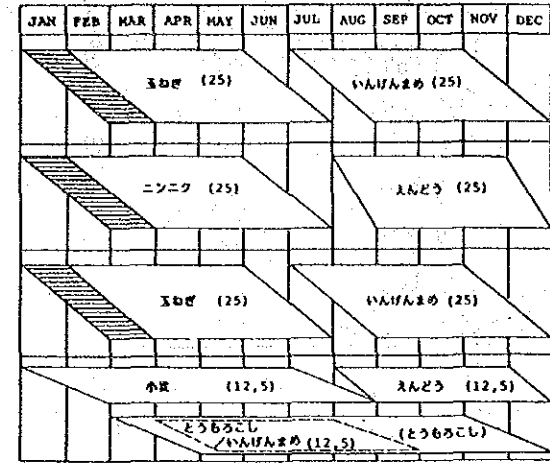 JAN FEB MAR APR MAY JUN JUL AUG SEP OCT NOV DEC
玉ねぎ (25) いんげんまめ (25)
ニンニク (25) えんどう (25)
玉ねぎ (25) いんげんまめ (25)
小麦 (12,5) えんどう (12,5)
とうもろこし (とうもろこし)
いんげんまめ (12,5)